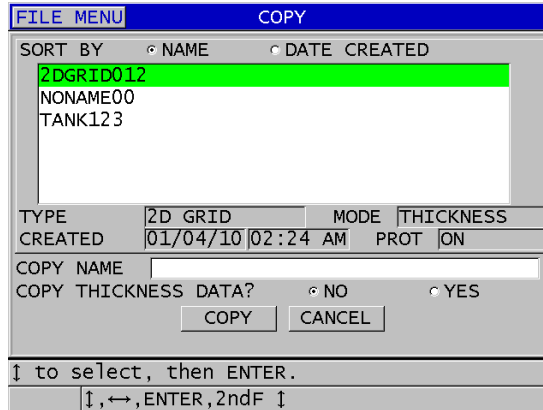 FILE MENU COPY
SORT BY NAME DATE CREATED
2DGRID012
NONAME00
TANK123
TYPE 2D GRID MODE THICKNESS
CREATED 01/04/10 02:24 AM PROT ON
COPY NAME
COPY THICKNESS DATA? NO YES
COPY CANCEL
↕ to select, then ENTER.
↕,↔,ENTER,2ndF ↕